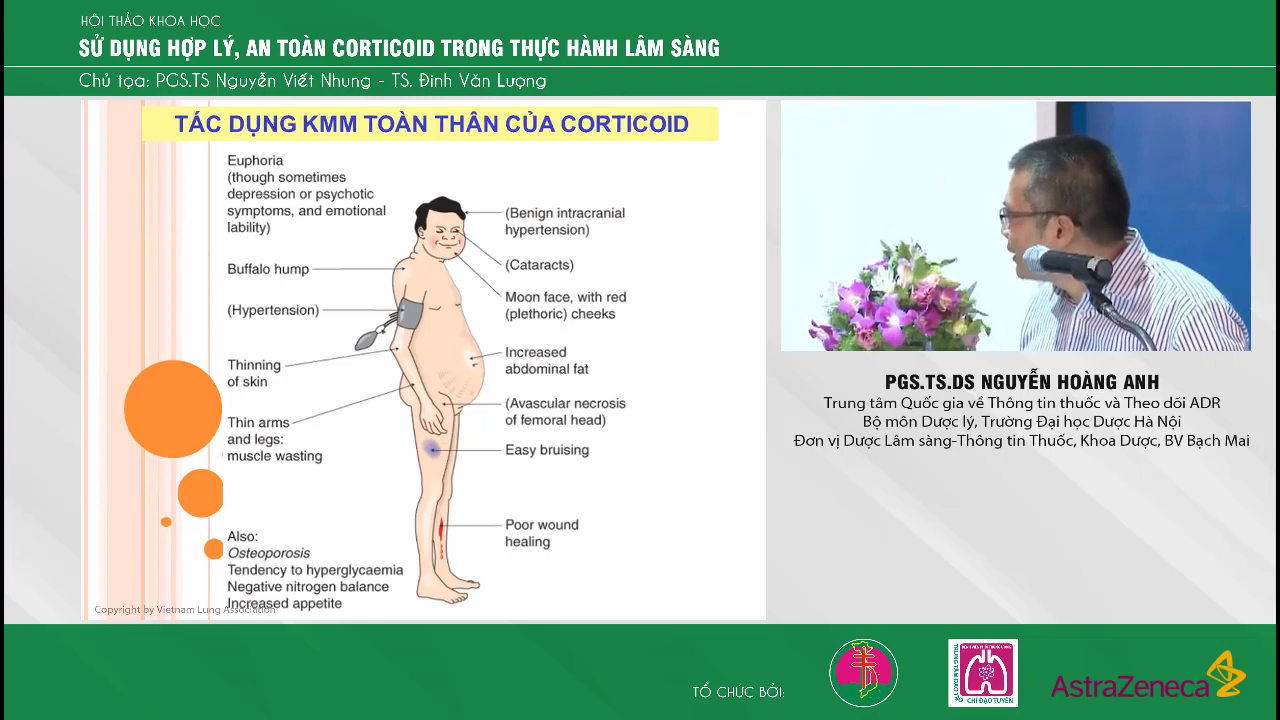 HỘI THẢO KHOA HỌC
SỬ DỤNG HỢP LÝ, AN TOÀN CORTICOID TRONG THỰC HÀNH LÂM SÀNG
Chủ tọa: PGS.TS Nguyễn Viết Nhung - TS. Đinh Văn Lượng
TÁC DỤNG KMM TOÀN THÂN CỦA CORTICOID
Euphoria
(though sometimes
depression or psychotic
symptoms, and emotional
lability)
Buffalo hump
(Hypertension)
Thinning
of skin
Thin arms
and legs:
muscle wasting
Also:
Osteoporosis
Tendency to hyperglycaemia
Negative nitrogen balance
Increased appetite
Copyright by Vietnam Lung Association
(Benign intracranial
hypertension)
(Cataracts)
Moon face, with red
(plethoric) cheeks
Increased
abdominal fat
(Avascular necrosis
of femoral head)
Easy bruising
Poor wound
healing
PGS.TS.DS NGUYỄN HOÀNG ANH
Trung tâm Quốc gia về Thông tin thuốc và Theo dõi ADR
Bộ môn Dược lý, Trường Đại học Dược Hà Nội
Đơn vị Dược Lâm sàng-Thông tin Thuốc, Khoa Dược, BV Bạch Mai
TỔ CHỨC BỞI:
CHỈ ĐẠO TUYẾN
AstraZeneca